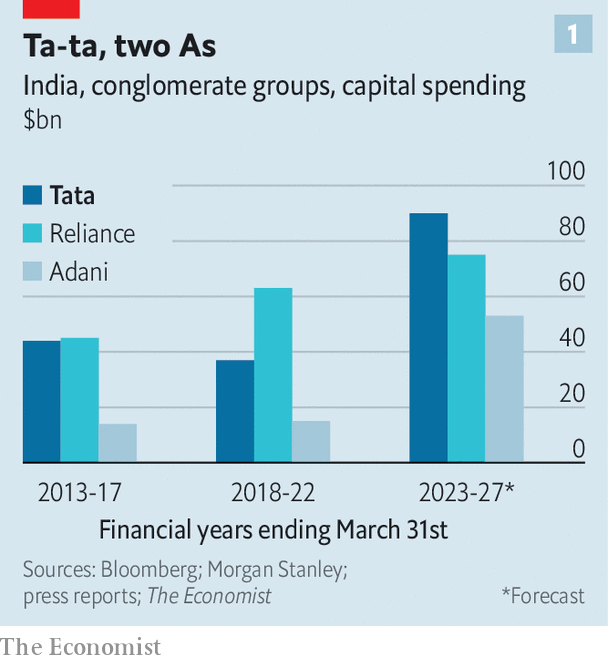 1
Ta-ta, two As
India, conglomerate groups, capital spending
$bn
Tata
Reliance
Adani
100
80
60
40
20
0
2013-17
2018-22
2023-27*
Financial years ending March 31st
Sources: Bloomberg; Morgan Stanley;
press reports; The Economist
*Forecast
The Economist